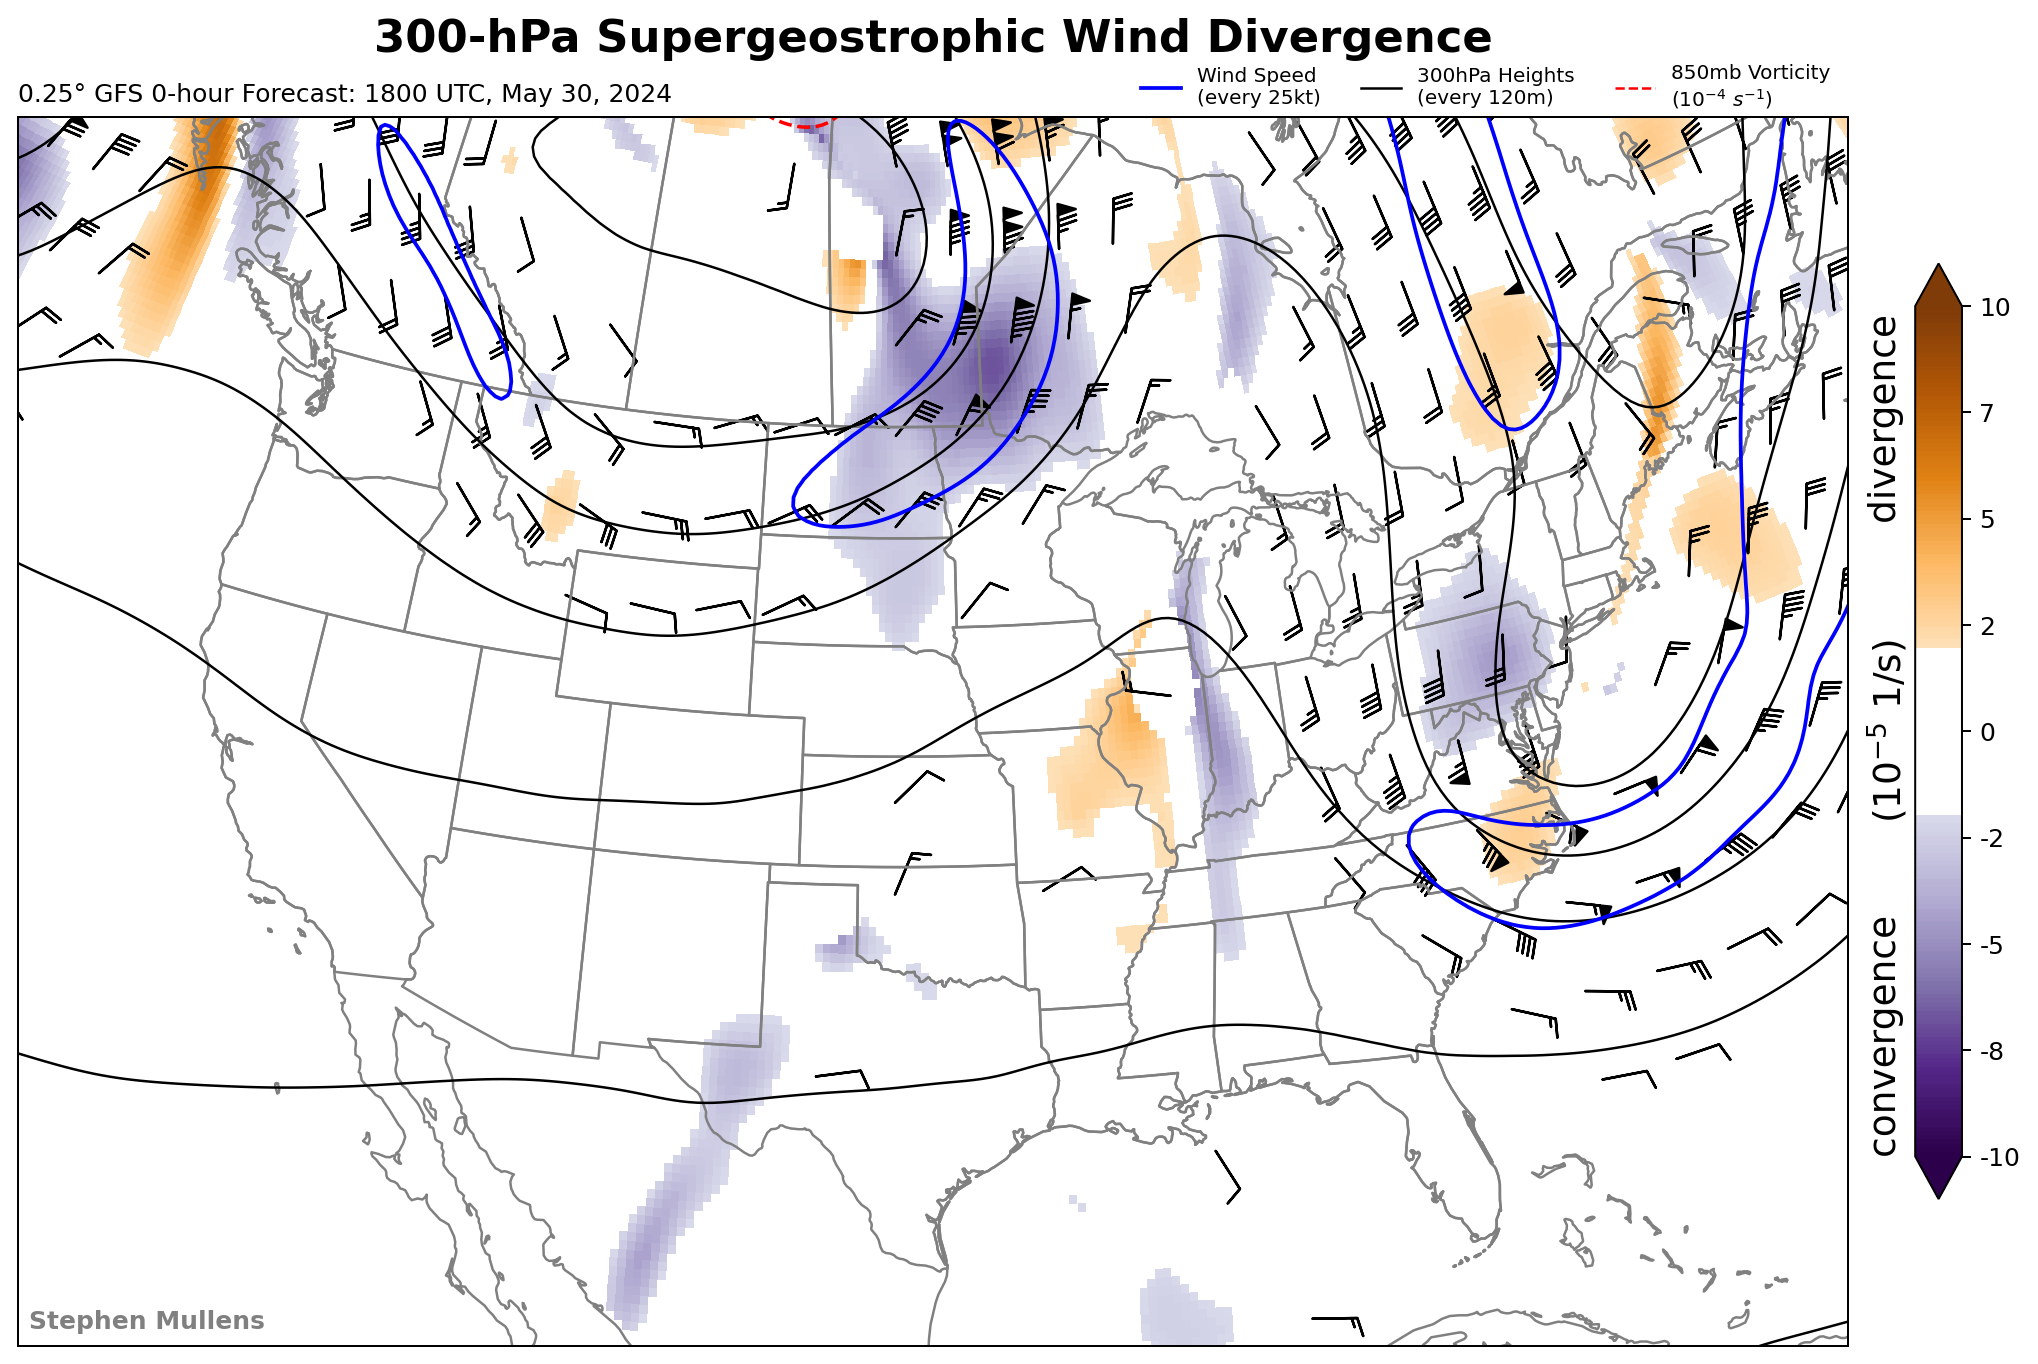 300-hPa Supergeostrophic Wind Divergence
0.25° GFS 0-hour Forecast: 1800 UTC, May 30, 2024
Wind Speed
(every 25kt)
300hPa Heights
(every 120m)
850mb Vorticity
(10⁻⁴ s⁻¹)
10
7
5
2
0
-2
-5
-8
-10
convergence (10⁻⁵ 1/s) divergence
Stephen Mullens